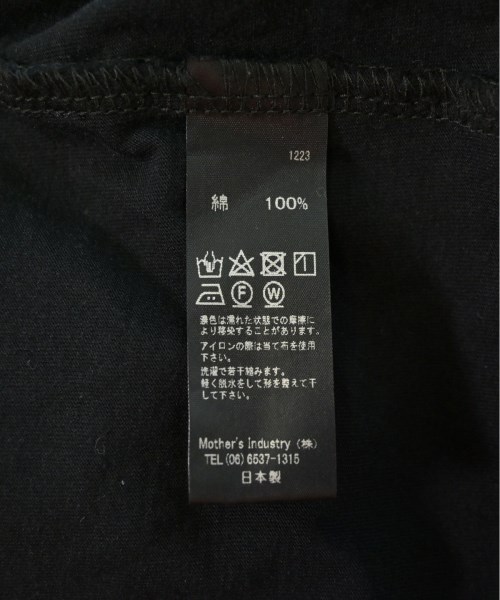 1223
綿 100%
F W
濃色は濡れた状態での摩擦に
より移染することがあります。
アイロンの際は当て布を使用
下さい。
洗濯で若干縮みます。
軽く脱水をして形を整えて干
して下さい。
Mother's Industry (株)
TEL(06)6537-1315
日本製